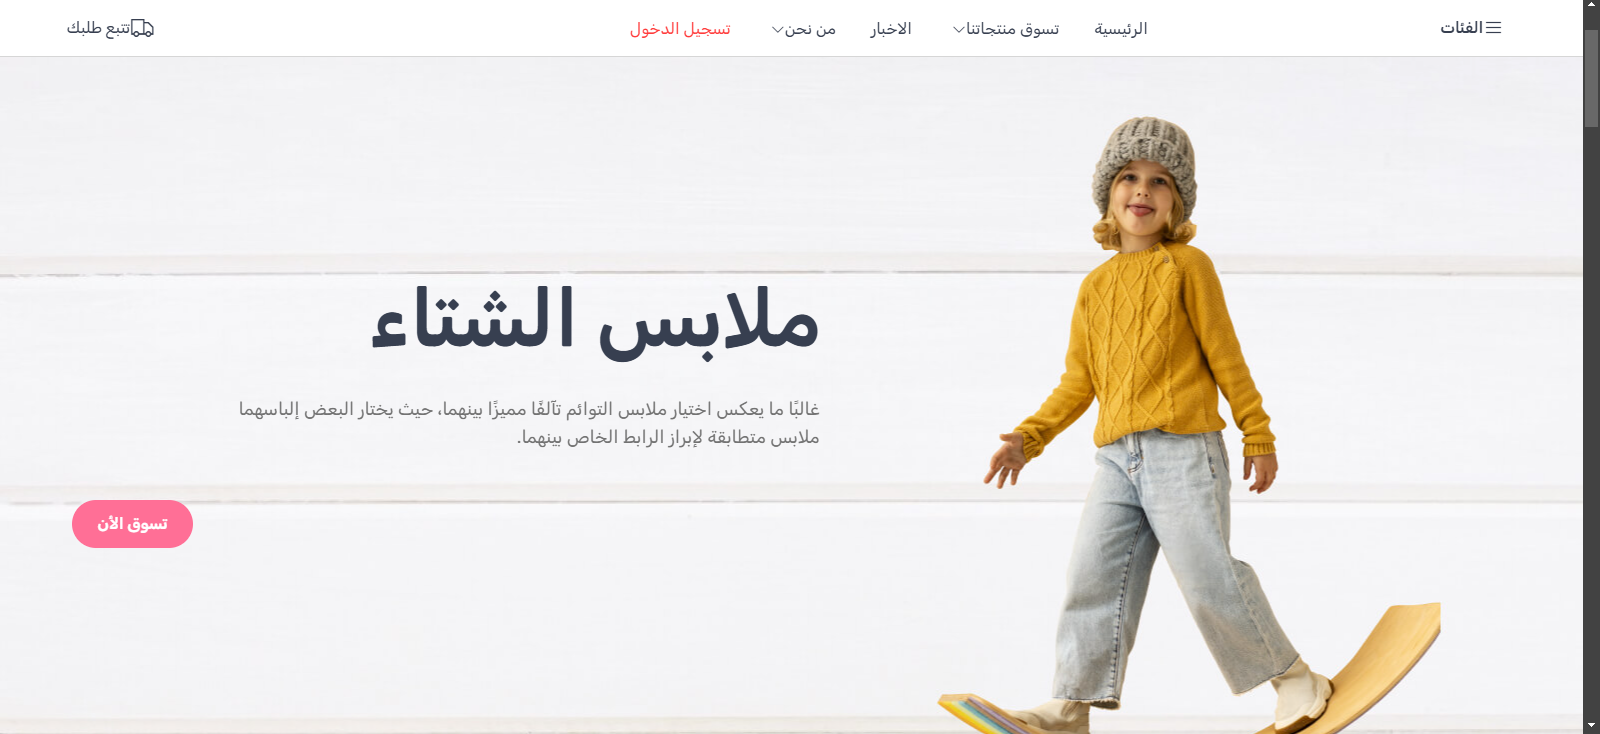 الفئات
الرئيسية
تسوق منتجاتنا
الاخبار
من نحن
تسجيل الدخول
تتبع طلبك
ملابس الشتاء
غالبًا ما يعكس اختيار ملابس التوائم تآلفًا مميزًا بينهما، حيث يختار البعض إلباسهما
ملابس متطابقة لإبراز الرابط الخاص بينهما.
تسوق الأن